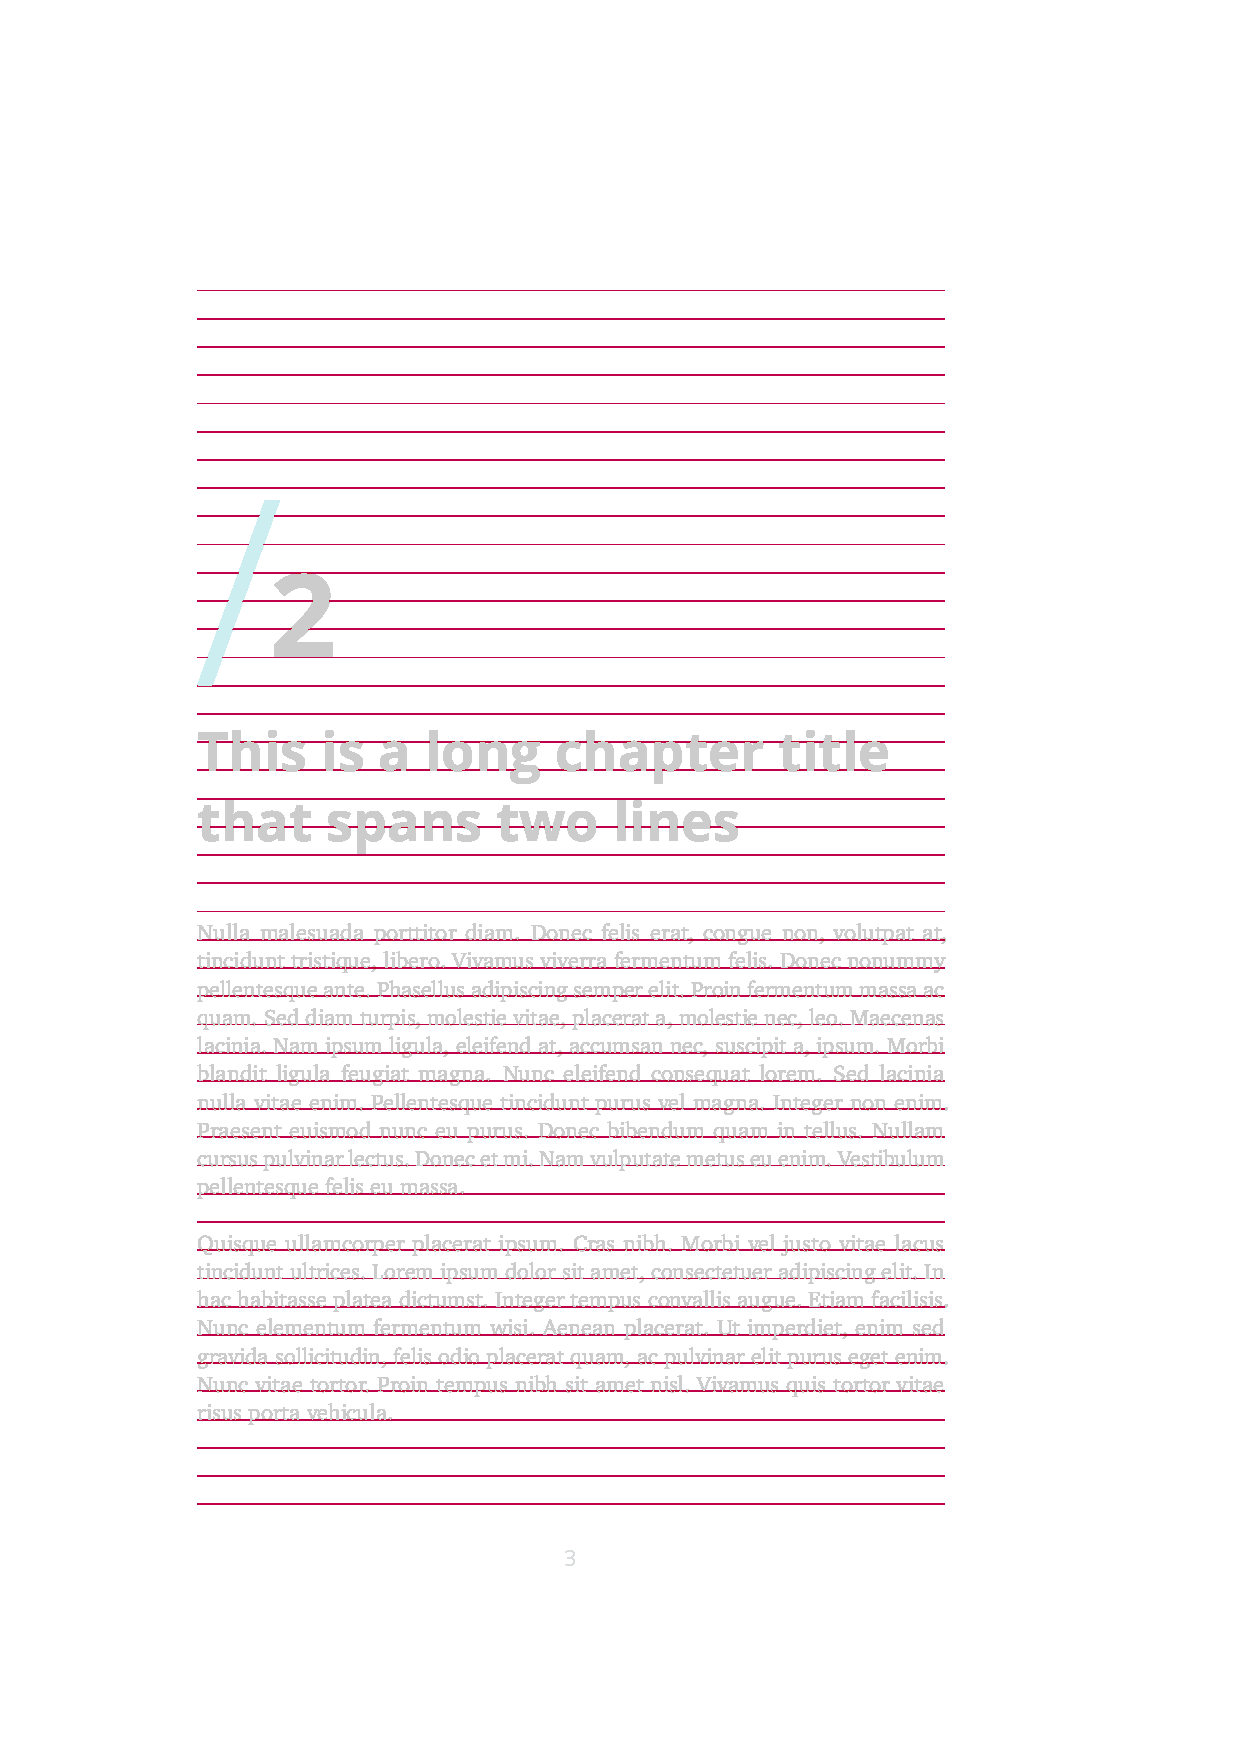 /2
This is a long chapter title
that spans two lines
Nulla malesuada porttitor diam. Donec felis erat, congue non, volutpat at,
tincidunt tristique, libero. Vivamus viverra fermentum felis. Donec nonummy
pellentesque ante. Phasellus adipiscing semper elit. Proin fermentum massa ac
quam. Sed diam turpis, molestie vitae, placerat a, molestie nec, leo. Maecenas
lacinia. Nam ipsum ligula, eleifend at, accumsan nec, suscipit a, ipsum. Morbi
blandit ligula feugiat magna. Nunc eleifend consequat lorem. Sed lacinia
nulla vitae enim. Pellentesque tincidunt purus vel magna. Integer non enim.
Praesent euismod nunc eu purus. Donec bibendum quam in tellus. Nullam
cursus pulvinar lectus. Donec et mi. Nam vulputate metus eu enim. Vestibulum
pellentesque felis eu massa.
Quisque ullamcorper placerat ipsum. Cras nibh. Morbi vel justo vitae lacus
tincidunt ultrices. Lorem ipsum dolor sit amet, consectetuer adipiscing elit. In
hac habitasse platea dictumst. Integer tempus convallis augue. Etiam facilisis.
Nunc elementum fermentum wisi. Aenean placerat. Ut imperdiet, enim sed
gravida sollicitudin, felis odio placerat quam, ac pulvinar elit purus eget enim.
Nunc vitae tortor. Proin tempus nibh sit amet nisl. Vivamus quis tortor vitae
risus porta vehicula.
3